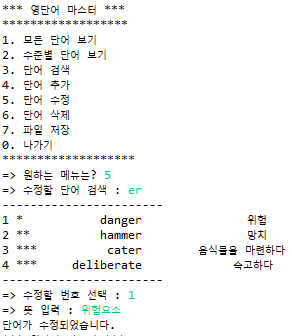 *** 영단어 마스터 ***
*****************
1. 모든 단어 보기
2. 수준별 단어 보기
3. 단어 검색
4. 단어 추가
5. 단어 수정
6. 단어 삭제
7. 파일 저장
0. 나가기
******************
=> 원하는 메뉴는? 5
=> 수정할 단어 검색 : er
-----------------------
1 * danger 위험
2 ** hammer 망치
3 *** cater 음식물을 마련하다
4 *** deliberate 숙고하다
-----------------------
=> 수정할 번호 선택 : 1
=> 뜻 입력 : 위험요소
단어가 수정되었습니다.